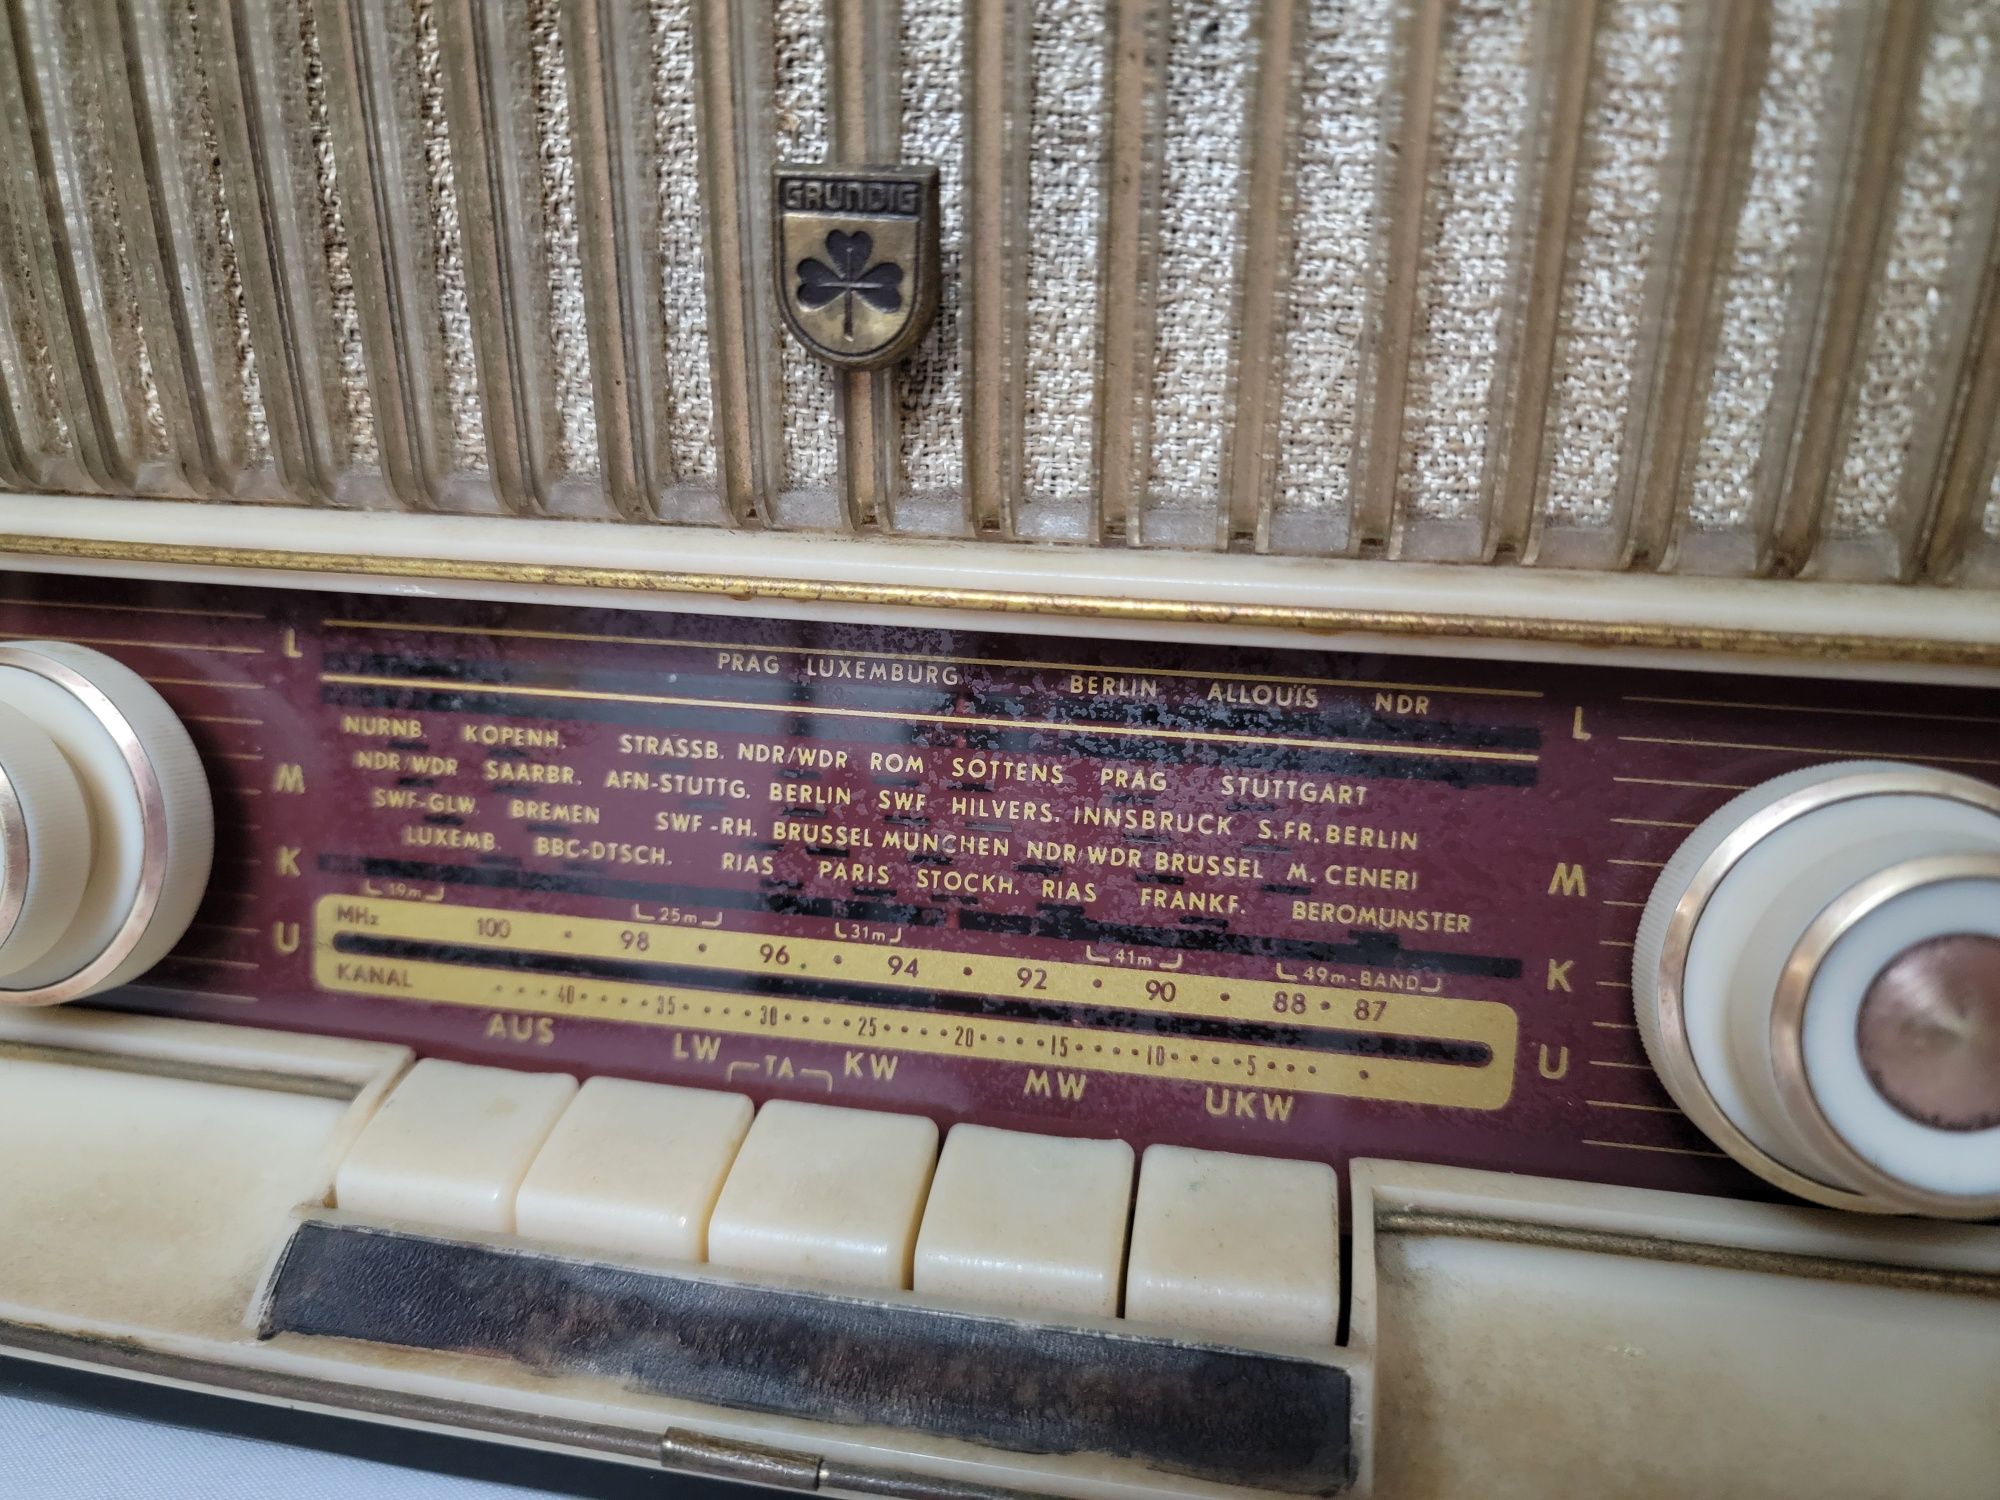 GRUNDIG
L PRAG LUXEMBURG BERLIN ALLOUIS NDR L
NURNB. KOPENH. STRASSB. NDR/WDR ROM SOTTENS PRAG STUTTGART
M NDR/WDR SAARBR. AFN-STUTTG. BERLIN SWF HILVERS. INNSBRUCK S.FR.BERLIN M
SWF-GLW. BREMEN SWF-RH. BRUSSEL MUNCHEN NDR/WDR BRUSSEL M. CENERI
LUXEMB. BBC-DTSCH. RIAS PARIS STOCKH. RIAS FRANKF. BEROMUNSTER
K 19m 25m 31m 41m 49m-BAND K
U MHz 100 98 96 94 92 90 88 87 U
KANAL 40 35 30 25 20 15 10 5
AUS LW TA KW MW UKW